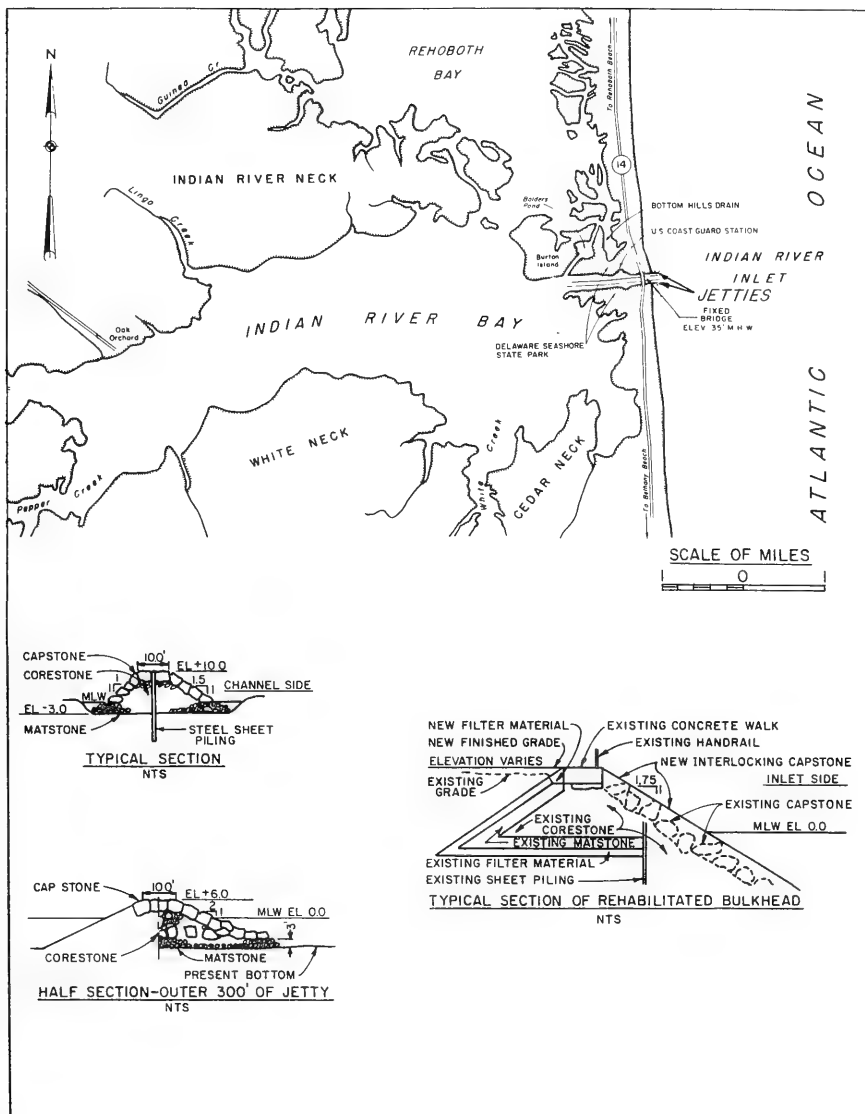 N
Guinea Cr.
REHOBOTH
BAY
To Rehoboth Beach
14
OCEAN
INDIAN RIVER NECK
Lingo
Creek
Balders
Pond
BOTTOM HILLS DRAIN
U.S COAST GUARD STATION
Burton
Island
INDIAN RIVER
INLET
JETTIES
FIXED
BRIDGE
ELEV 35' M H W
Oak
Orchard
INDIAN RIVER BAY
DELAWARE SEASHORE
STATE PARK
ATLANTIC
WHITE NECK
White Creek
CEDAR NECK
Pepper Creek
To Bethany Beach
SCALE OF MILES
0
CAPSTONE
CORESTONE
10.0'
EL +10.0
1
1
1.5
1
MLW
CHANNEL SIDE
EL -3.0
MATSTONE
STEEL SHEET
PILING
TYPICAL SECTION
NTS
NEW FILTER MATERIAL
EXISTING CONCRETE WALK
NEW FINISHED GRADE
EXISTING HANDRAIL
ELEVATION VARIES
NEW INTERLOCKING CAPSTONE
EXISTING
GRADE
1.75
1
INLET SIDE
EXISTING CAPSTONE
EXISTING
CORESTONE
MLW EL 0.0
EXISTING MATSTONE
EXISTING FILTER MATERIAL
EXISTING SHEET PILING
TYPICAL SECTION OF REHABILITATED BULKHEAD
NTS
CAP STONE
10.0'
EL +6.0
2
1
MLW EL 0.0
3'
CORESTONE
MATSTONE
PRESENT BOTTOM
HALF SECTION-OUTER 300' OF JETTY
NTS